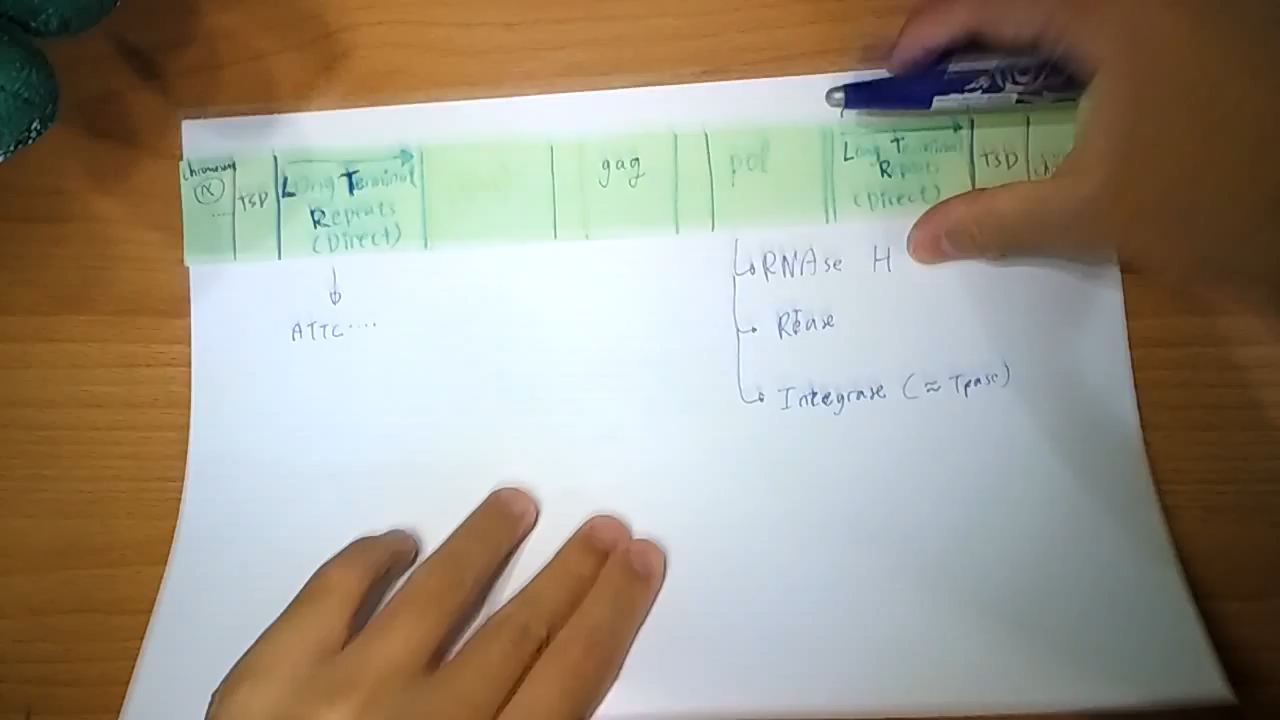 chromosome
N
....
TSD
Long Terminal
Repeats
(Direct)
gag
pol
Long Terminal
Repeats
(Direct)
TSD
ATTC....
RNAse H
RTase
Integrase (≈ Tpase)